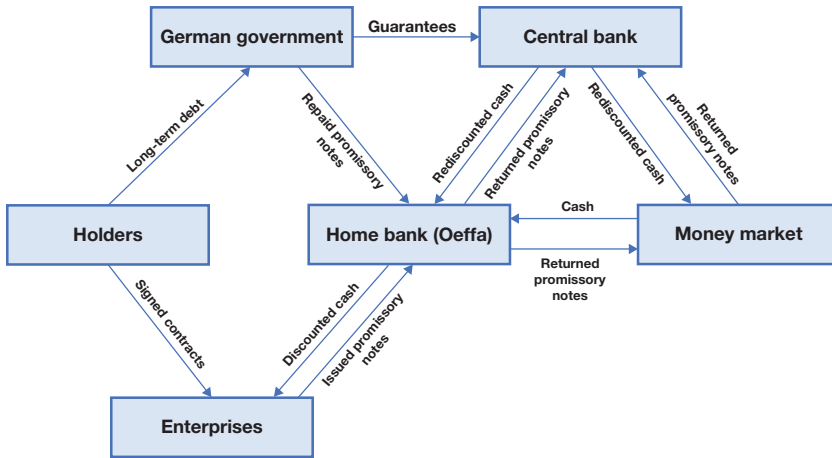 German government
Guarantees
Central bank
Long-term debt
Repaid promissory
notes
Rediscounted cash
Returned promissory
notes
Rediscounted cash
Returned
promissory notes
Holders
Home bank (Oeffa)
Cash
Returned
promissory
notes
Money market
Signed contracts
Discounted cash
Issued promissory
notes
Enterprises